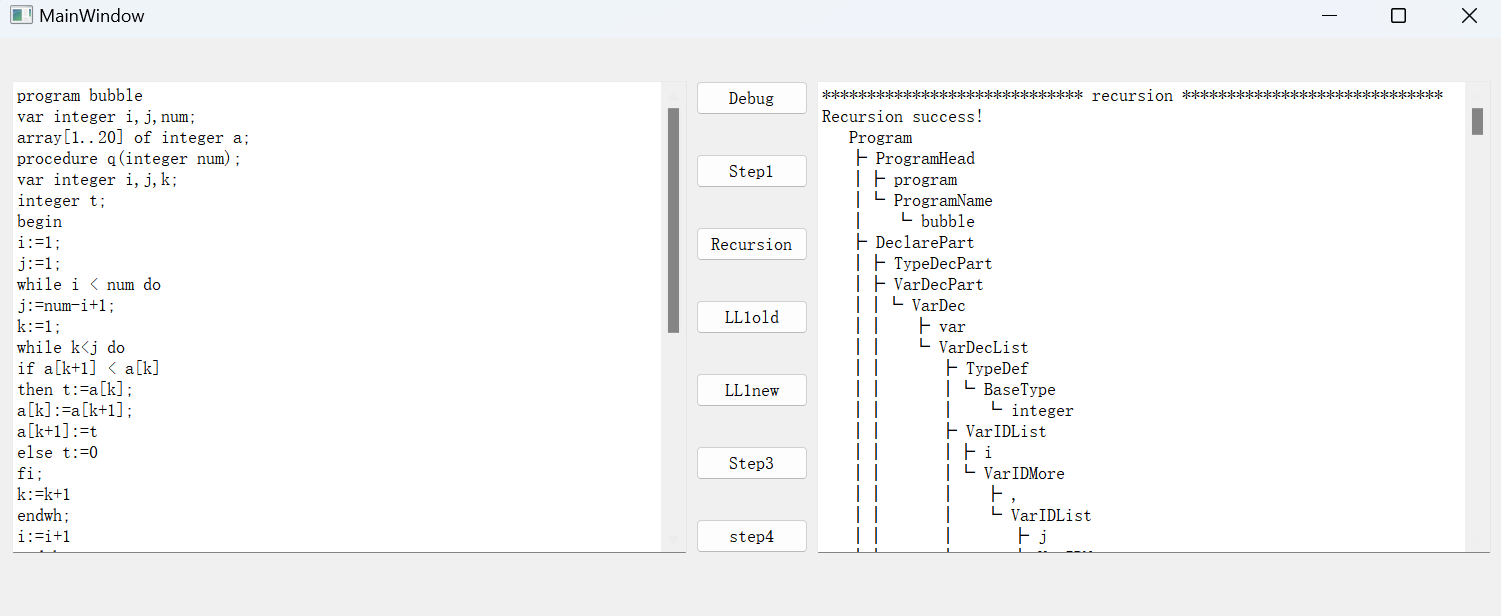 MainWindow
program bubble
var integer i,j,num;
array[1..20] of integer a;
procedure q(integer num);
var integer i,j,k;
integer t;
begin
i:=1;
j:=1;
while i < num do
j:=num-i+1;
k:=1;
while k<j do
if a[k+1] < a[k]
then t:=a[k];
a[k]:=a[k+1];
a[k+1]:=t
else t:=0
fi;
k:=k+1
endwh;
i:=i+1
Debug
Step1
Recursion
LL1old
LL1new
Step3
step4
***************************** recursion *****************************
Recursion success!
Program
├ ProgramHead
│ ├ program
│ └ ProgramName
│ └ bubble
├ DeclarePart
│ ├ TypeDecPart
│ ├ VarDecPart
│ │ └ VarDec
│ │ ├ var
│ │ └ VarDecList
│ │ ├ TypeDef
│ │ │ └ BaseType
│ │ │ └ integer
│ │ ├ VarIDList
│ │ │ ├ i
│ │ │ └ VarIDMore
│ │ │ ├ ,
│ │ │ └ VarIDList
│ │ │ ├ j